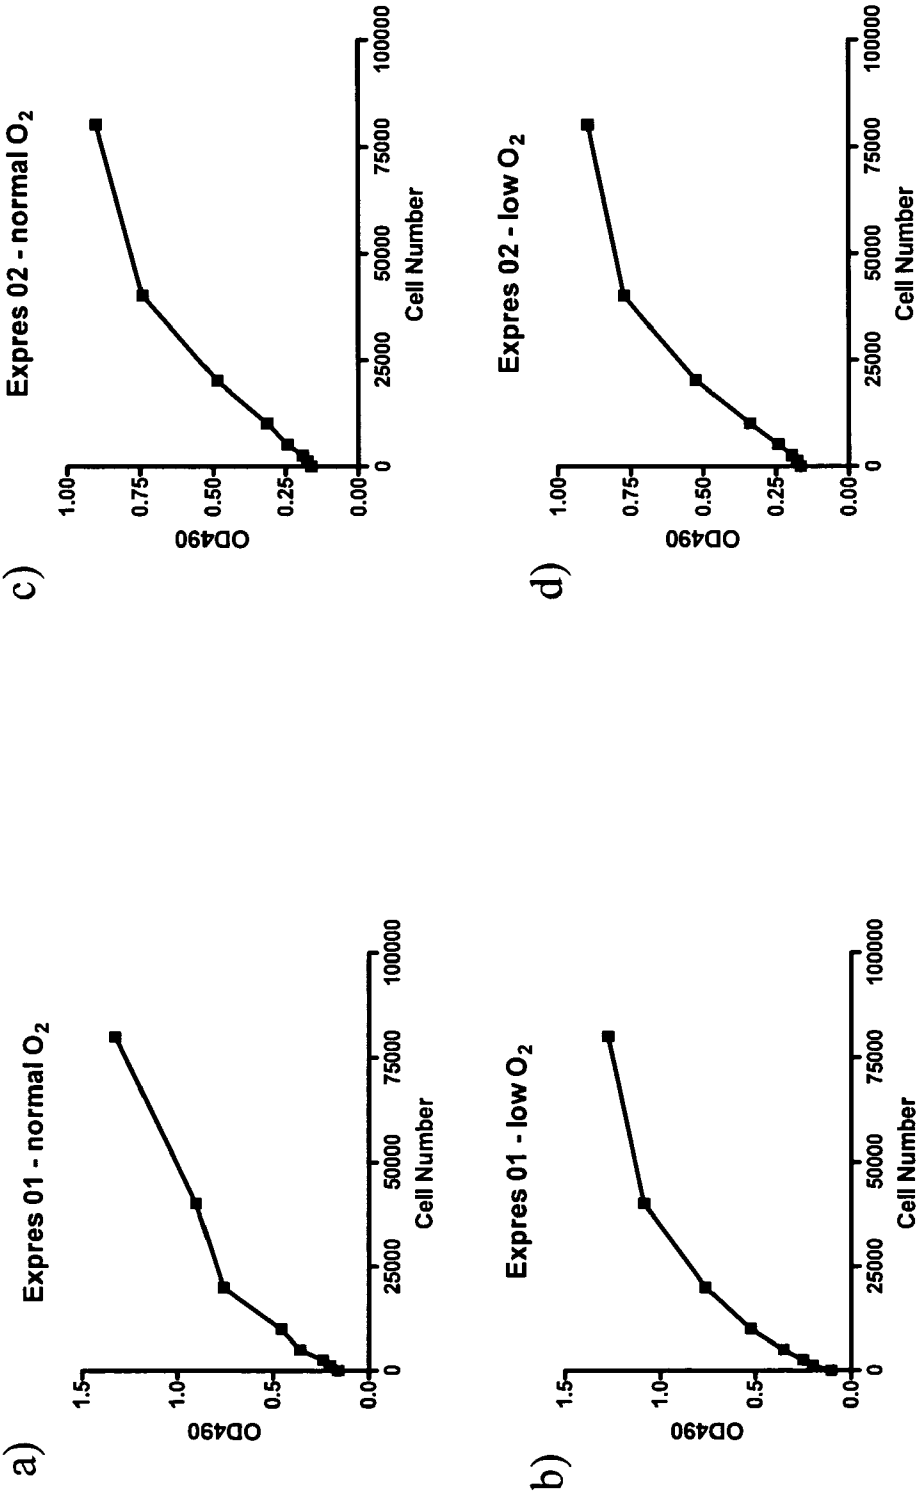 a)
Expres 01 - normal O2
1.5
1.0
0.5
0.0
OD490
0
25000
50000
75000
100000
Cell Number
b)
Expres 01 - low O2
1.5
1.0
0.5
0.0
OD490
0
25000
50000
75000
100000
Cell Number
c)
Expres 02 - normal O2
1.00
0.75
0.50
0.25
0.00
OD490
0
25000
50000
75000
100000
Cell Number
d)
Expres 02 - low O2
1.00
0.75
0.50
0.25
0.00
OD490
0
25000
50000
75000
100000
Cell Number